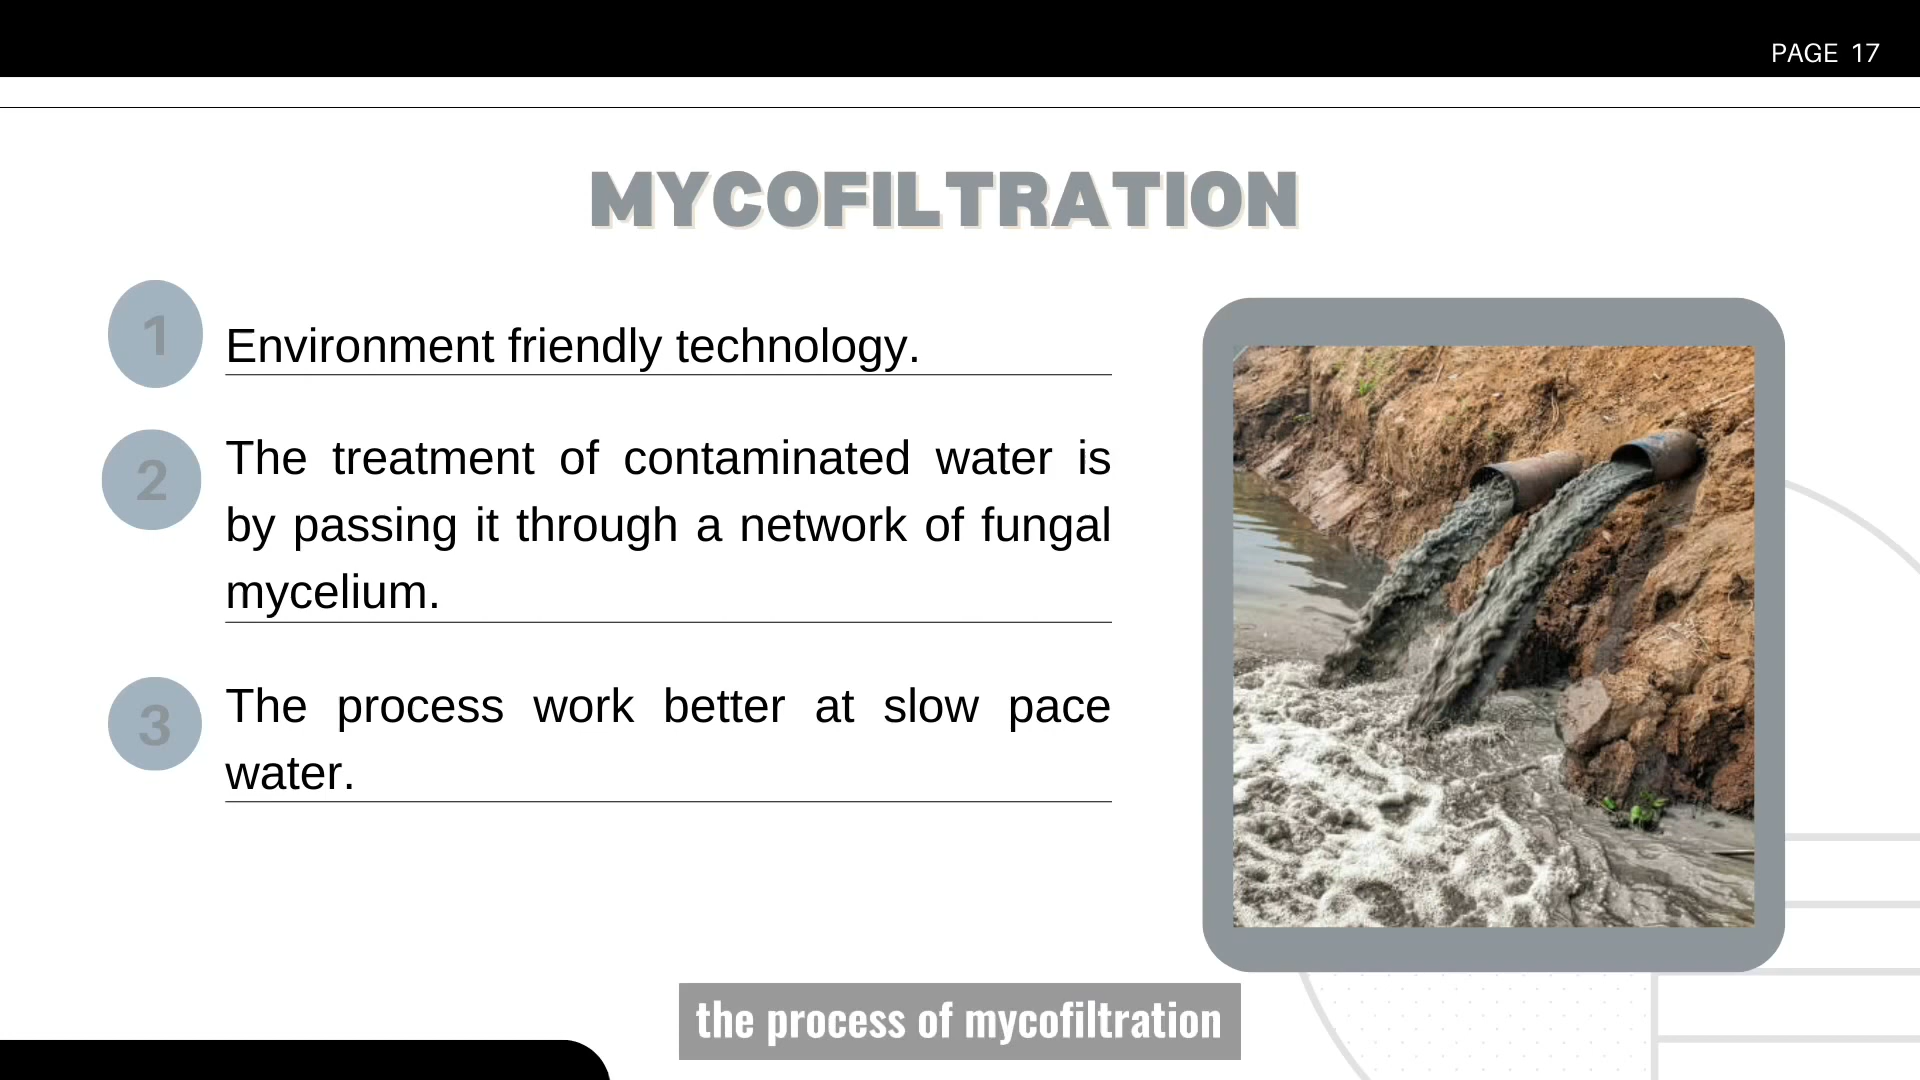 PAGE 17
MYCOFILTRATION
1
Environment friendly technology.
2
The treatment of contaminated water is
by passing it through a network of fungal
mycelium.
3
The process work better at slow pace
water.
the process of mycofiltration